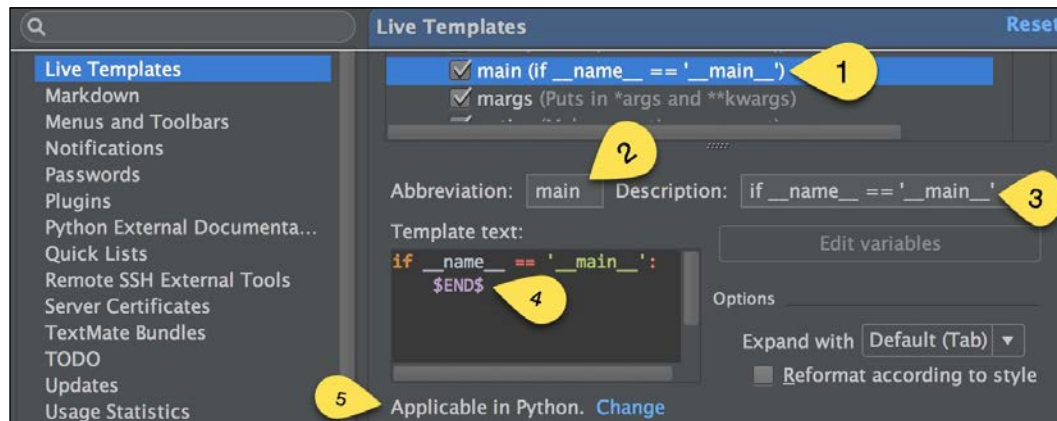 Live Templates
Reset
Live Templates
Markdown
Menus and Toolbars
Notifications
Passwords
Plugins
Python External Documenta...
Quick Lists
Remote SSH External Tools
Server Certificates
TextMate Bundles
TODO
Updates
Usage Statistics
main (if __name__ == '__main__')
1
margs (Puts in *args and **kwargs)
2
Abbreviation: main Description: if __name__ == '__main__'
3
Template text:
Edit variables
if __name__ == '__main__':
$END$
4
Options
Expand with Default (Tab)
Reformat according to style
5
Applicable in Python. Change